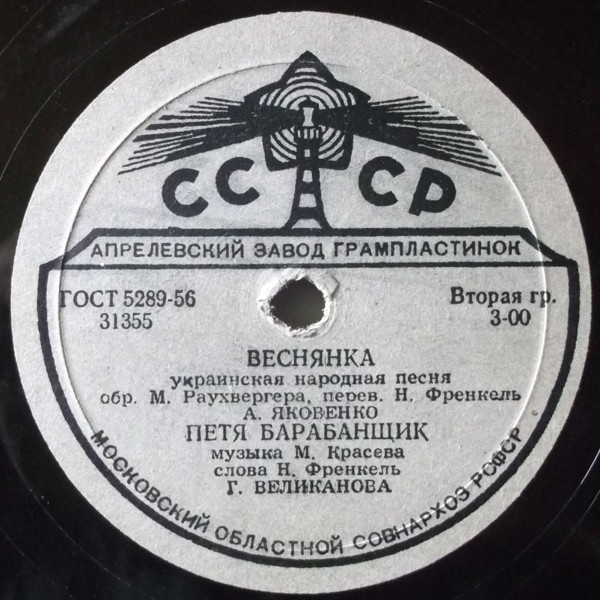 СССР
АПРЕЛЕВСКИЙ ЗАВОД ГРАМПЛАСТИНОК
ГОСТ 5289-56
31355
Вторая гр.
3-00
ВЕСНЯНКА
украинская народная песня
обр. М. Раухвергера, перев. Н. Френкель
А. ЯКОВЕНКО
ПЕТЯ БАРАБАНЩИК
музыка М. Красева
слова Н. Френкель
Г. ВЕЛИКАНОВА
МОСКОВСКИЙ ОБЛАСТНОЙ СОВНАРХОЗ РСФСР